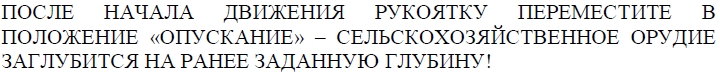 ПОСЛЕ НАЧАЛА ДВИЖЕНИЯ РУКОЯТКУ ПЕРЕМЕСТИТЕ В
ПОЛОЖЕНИЕ «ОПУСКАНИЕ» – СЕЛЬСКОХОЗЯЙСТВЕННОЕ ОРУДИЕ
ЗАГЛУБИТСЯ НА РАНЕЕ ЗАДАННУЮ ГЛУБИНУ!